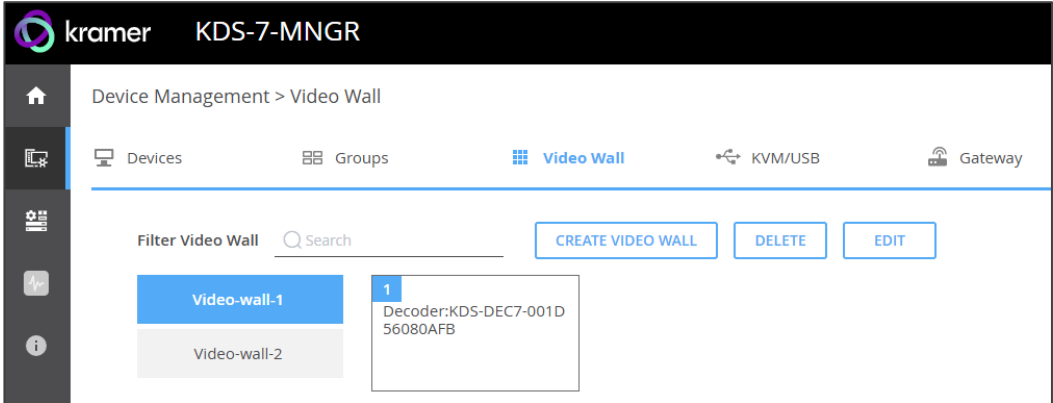 kramer KDS-7-MNGR
Device Management > Video Wall
Devices Groups Video Wall KVM/USB Gateway
Filter Video Wall Search CREATE VIDEO WALL DELETE EDIT
Video-wall-1
1
Decoder:KDS-DEC7-001D
56080AFB
Video-wall-2